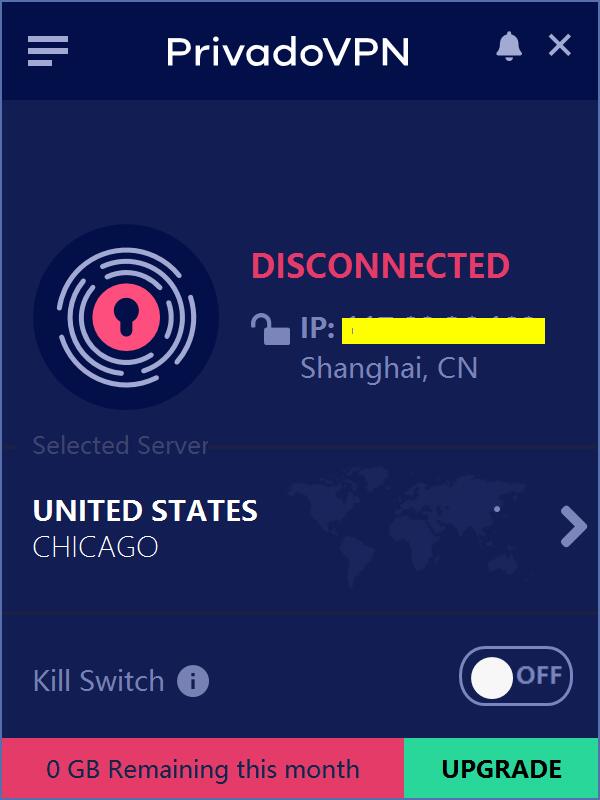 PrivadoVPN
DISCONNECTED
IP:
Shanghai, CN
Selected Server
UNITED STATES
CHICAGO
Kill Switch
OFF
0 GB Remaining this month
UPGRADE